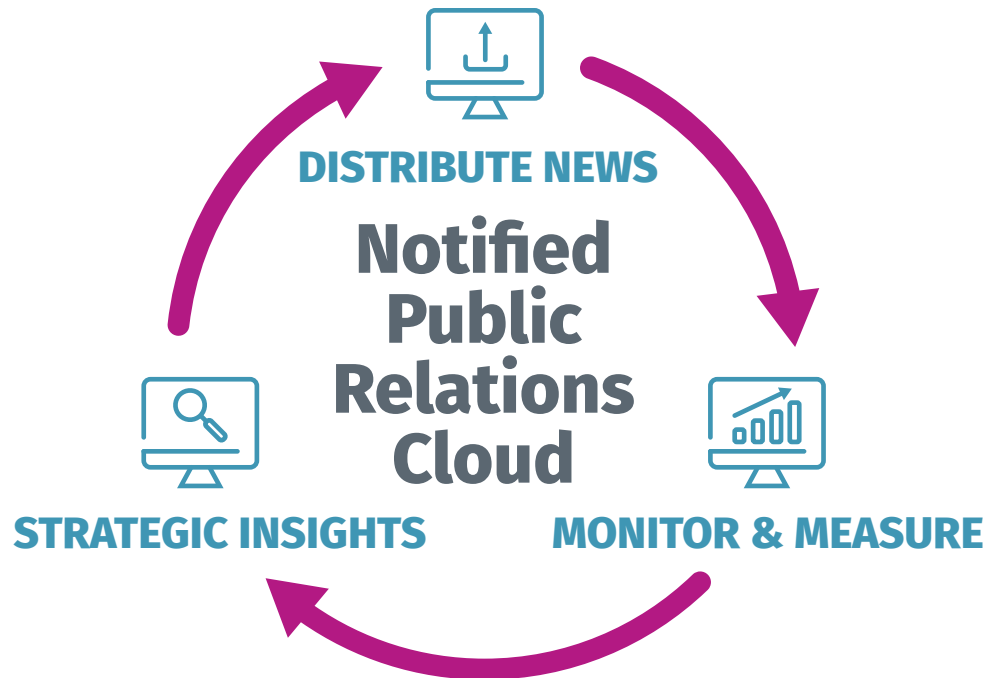 DISTRIBUTE NEWS
Notified
Public
Relations
Cloud
STRATEGIC INSIGHTS
MONITOR & MEASURE